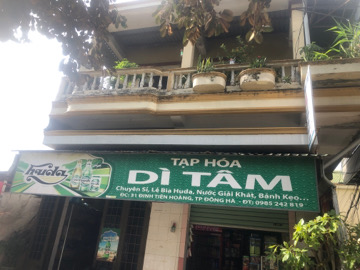 TẠP HÓA
Huda
DÌ TÂM
Chuyên Sỉ, Lẻ Bia Huda, Nước Giải Khát, Bánh Kẹo...
ĐC: 31 ĐINH TIÊN HOÀNG, TP. ĐÔNG HÀ - ĐT: 0985 242 819